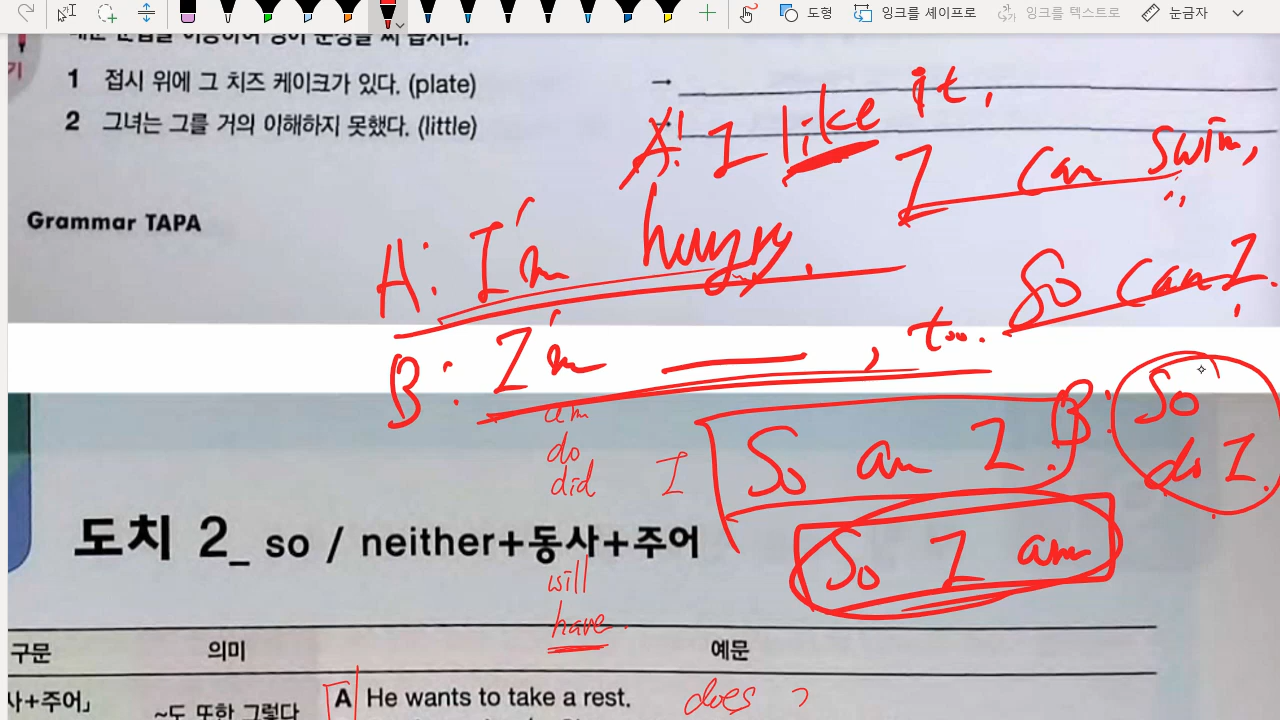 도형 잉크를 셰이프로 잉크를 텍스트로 눈금자
1 접시 위에 그 치즈 케이크가 있다. (plate) →
2 그녀는 그를 거의 이해하지 못했다. (little)
A: I like it,
I can swim,
Grammar TAPA
A: I'm hungry.
So can I.
B: I'm , too.
am
do
did
I
So am I.
B: So
do I.
도치 2_ so / neither+동사+주어
So I am
will
have.
구문 의미 예문
사+주어」 ~도 또한 그렇다
A He wants to take a rest.
does